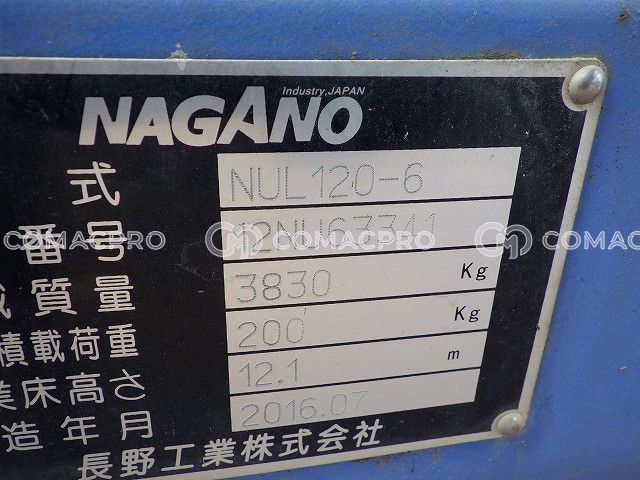 Industry, JAPAN
NAGANO
式 NUL120-6
番号 12NU63341
質量 3830 Kg
積載荷重 200 Kg
業床高さ 12.1 m
造年月 2016.07
長野工業株式会社
COMACPRO COMACPRO COMACPRO